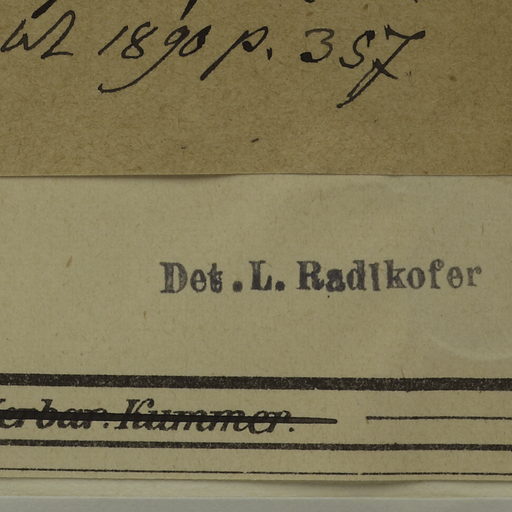 1890 p. 357
Det. L. Radlkofer
Herbar. Kummer.